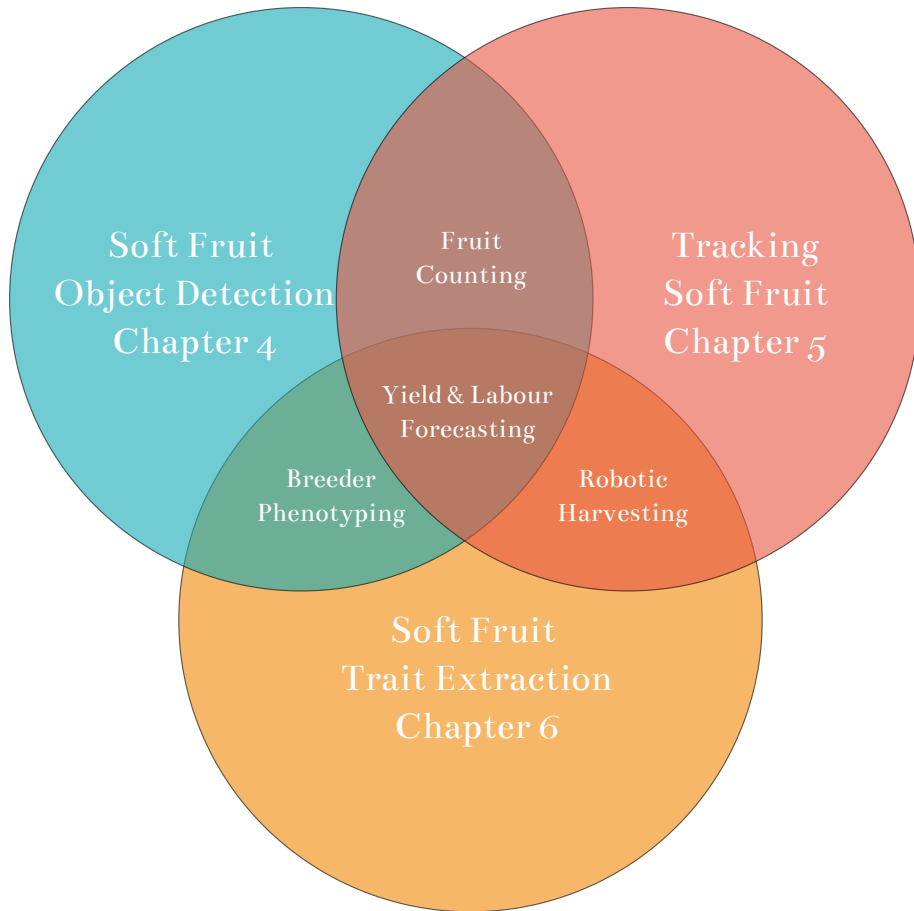 Soft Fruit
Object Detection
Chapter 4
Fruit
Counting
Tracking
Soft Fruit
Chapter 5
Yield & Labour
Forecasting
Breeder
Phenotyping
Robotic
Harvesting
Soft Fruit
Trait Extraction
Chapter 6